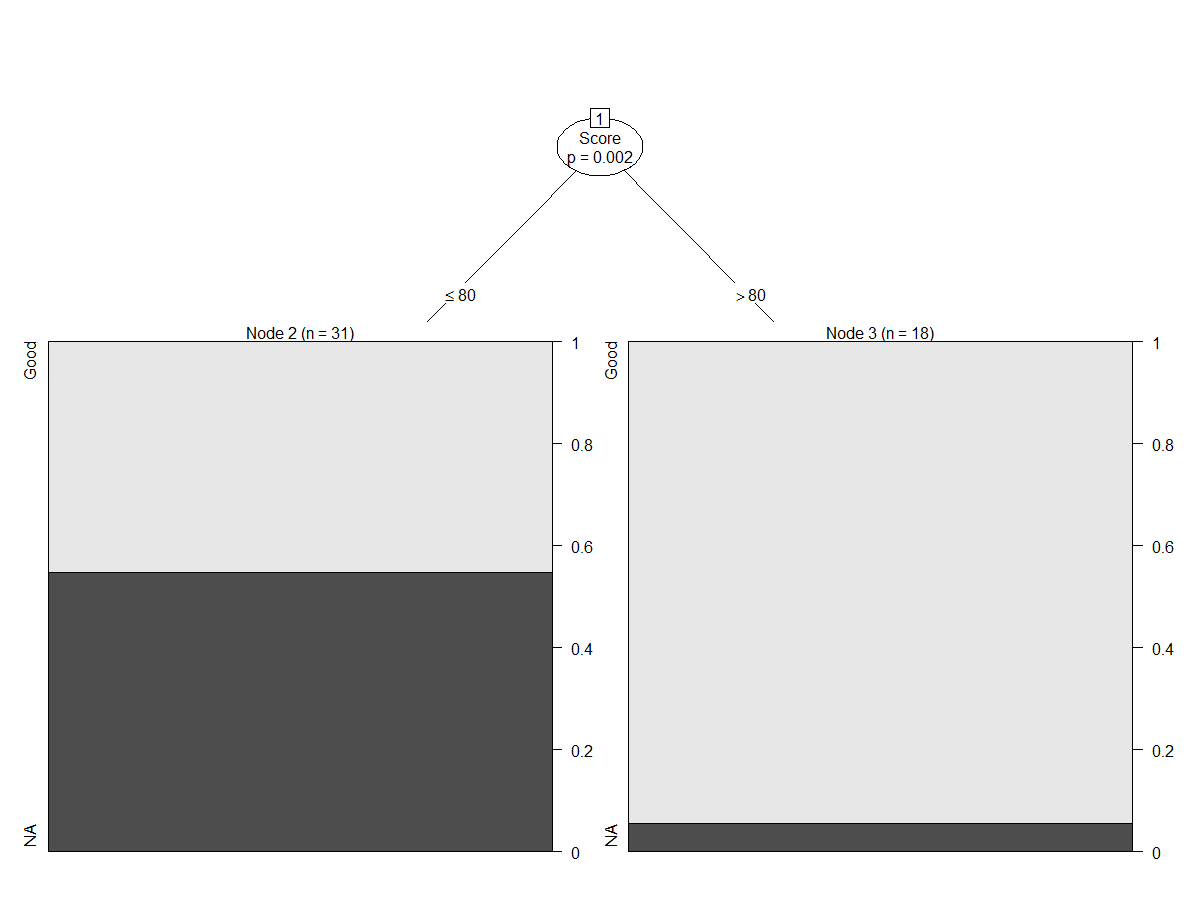 1
Score
p = 0.002
≤ 80
> 80
Node 2 (n = 31)
Good
NA
1
0.8
0.6
0.4
0.2
0
Node 3 (n = 18)
Good
NA
1
0.8
0.6
0.4
0.2
0